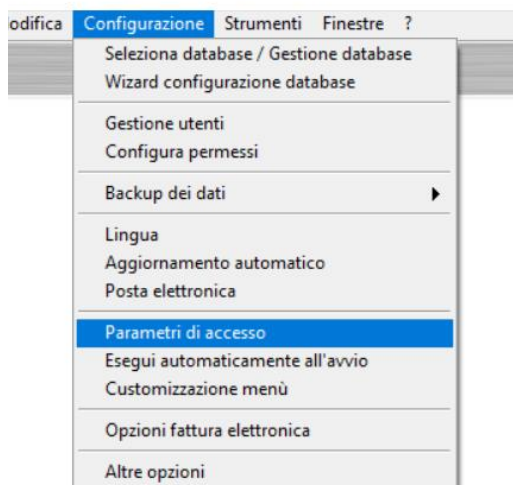 odifica Configurazione Strumenti Finestre ?
Seleziona database / Gestione database
Wizard configurazione database
Gestione utenti
Configura permessi
Backup dei dati
Lingua
Aggiornamento automatico
Posta elettronica
Parametri di accesso
Esegui automaticamente all'avvio
Customizzazione menù
Opzioni fattura elettronica
Altre opzioni